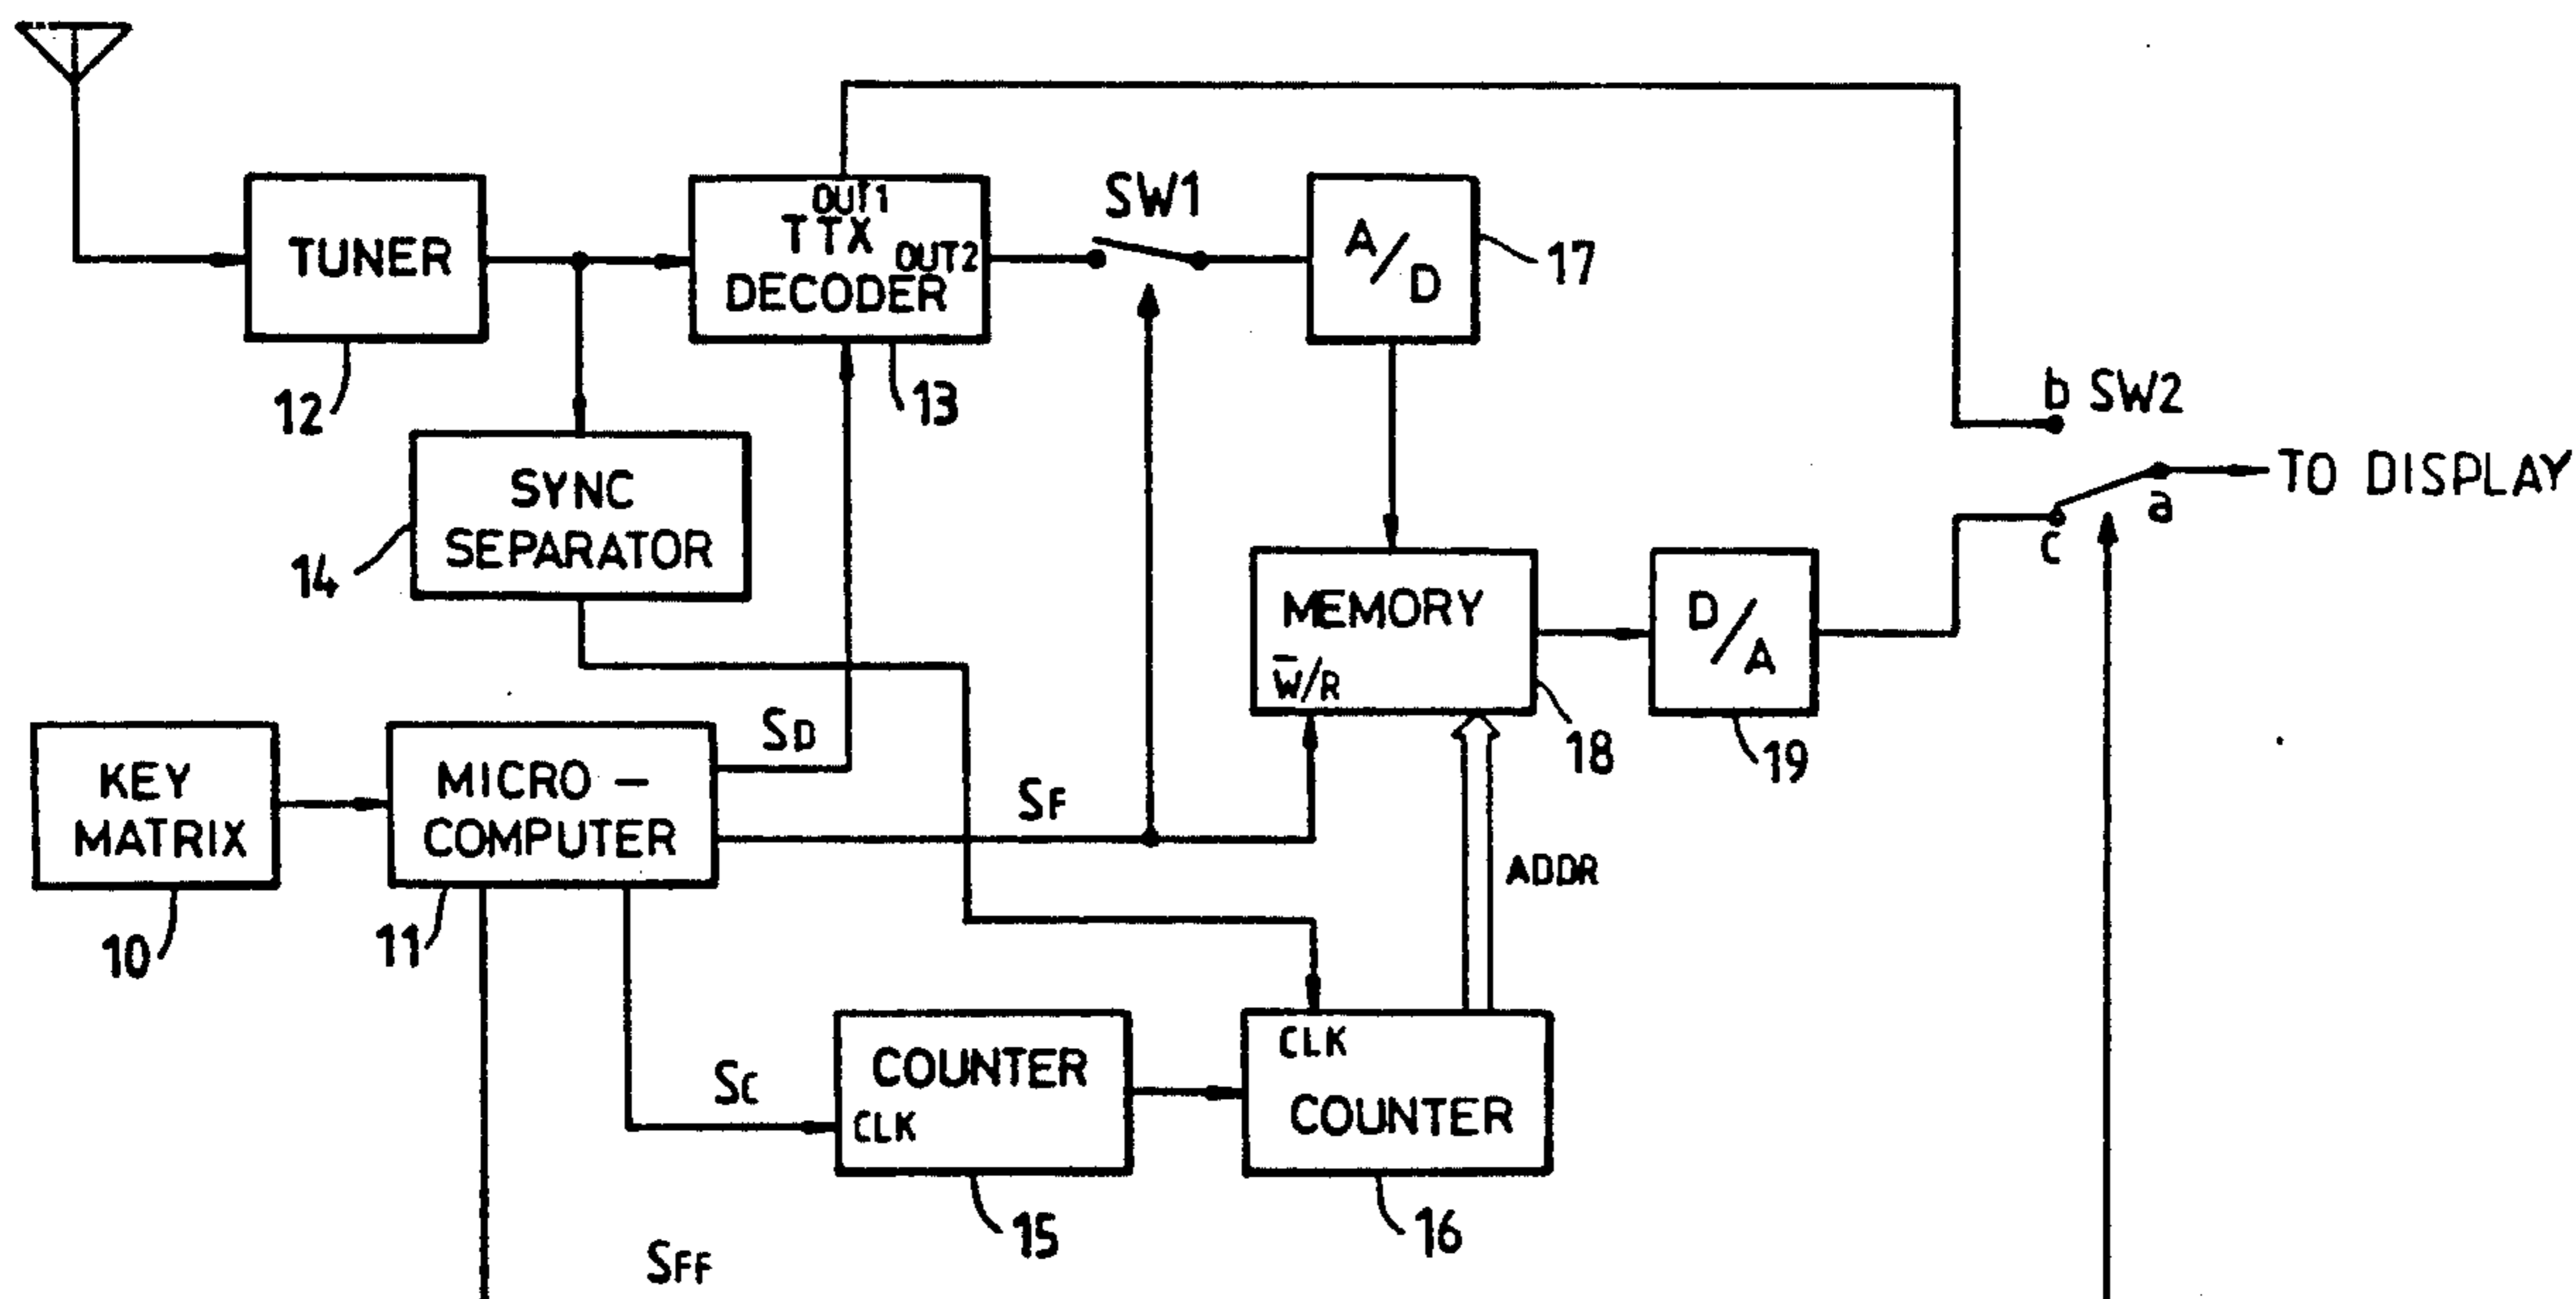 SW1
OUT1
TTX
OUT2
DECODER
TUNER
A/D
17
12
13
b SW2
TO DISPLAY
a
c
SYNC
SEPARATOR
14
MEMORY
W̅/R
D/A
18
19
SD
KEY
MATRIX
MICRO-
COMPUTER
SF
ADDR
10
11
CLK
COUNTER
SC
COUNTER
CLK
15
16
SFF